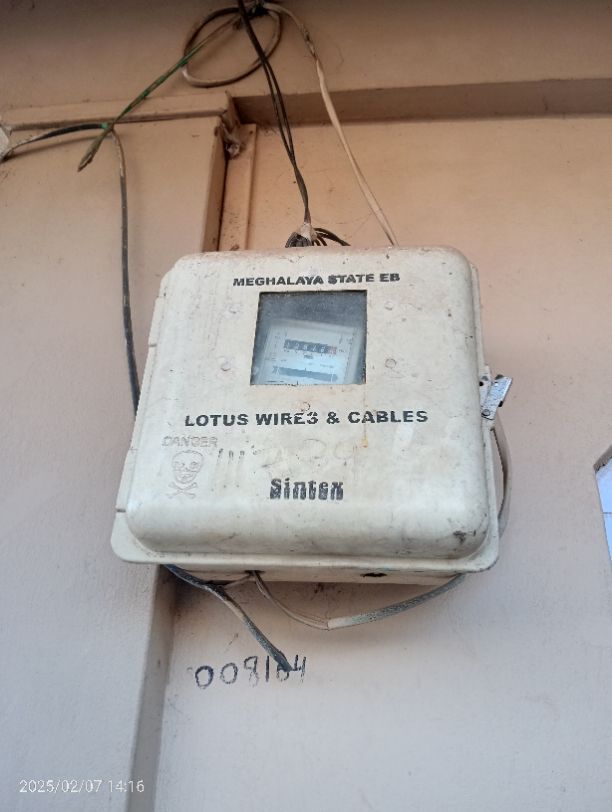 MEGHALAYA STATE EB
LOTUS WIRES & CABLES
DANGER
Sintex
008164
2025/02/07 14:16